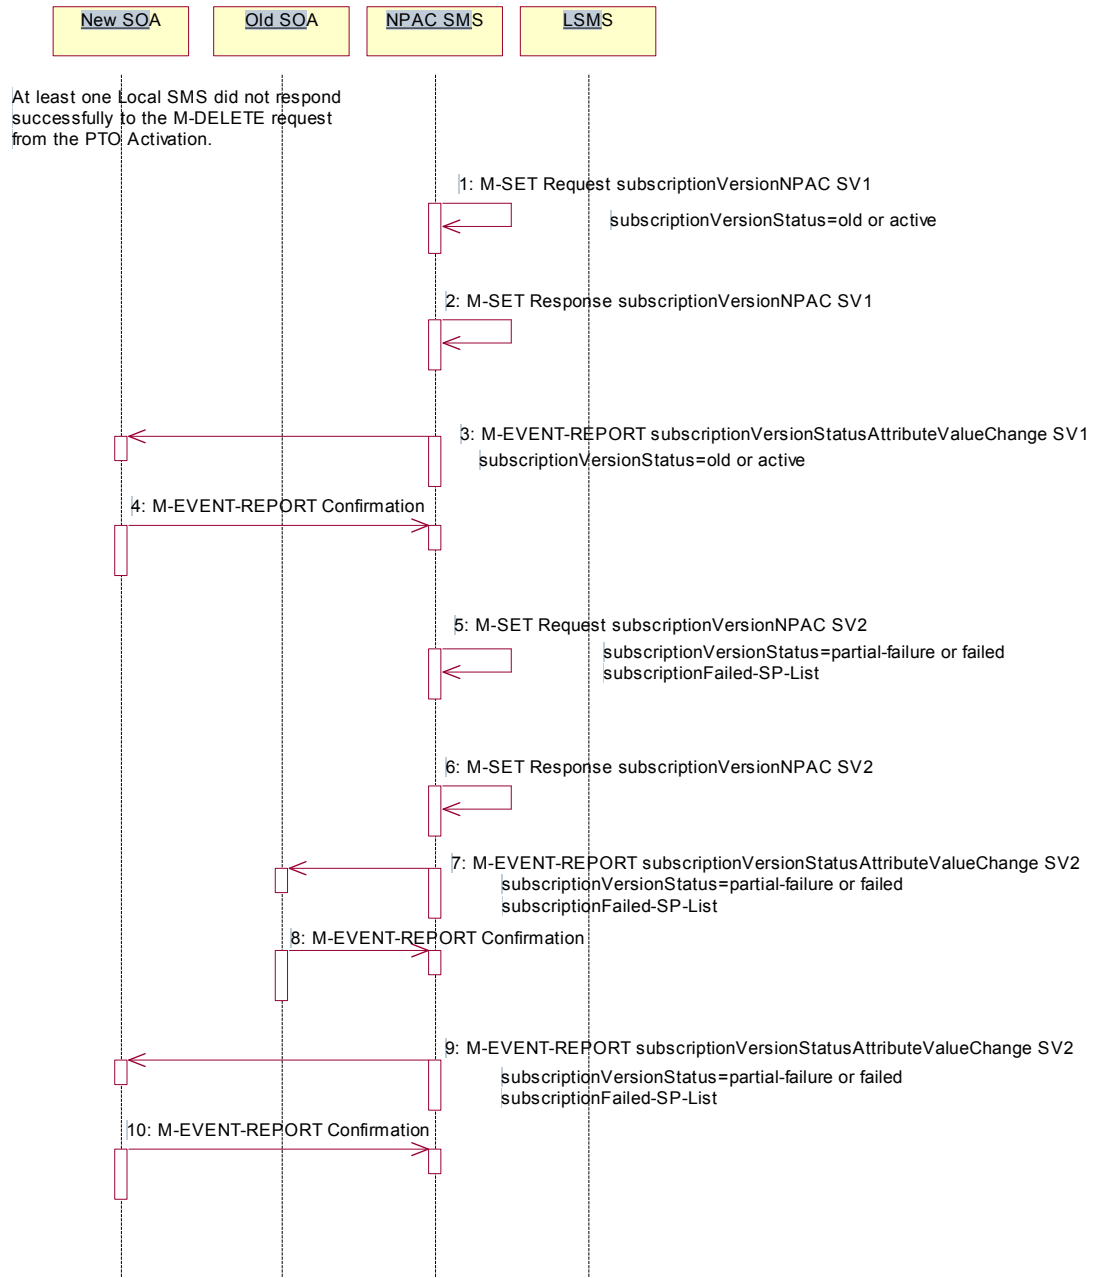 New SOA
Old SOA
NPAC SMS
LSMS
At least one Local SMS did not respond
successfully to the M-DELETE request
from the PTO Activation.
1: M-SET Request subscriptionVersionNPAC SV1
subscriptionVersionStatus=old or active
2: M-SET Response subscriptionVersionNPAC SV1
3: M-EVENT-REPORT subscriptionVersionStatusAttributeValueChange SV1
subscriptionVersionStatus=old or active
4: M-EVENT-REPORT Confirmation
5: M-SET Request subscriptionVersionNPAC SV2
subscriptionVersionStatus=partial-failure or failed
subscriptionFailed-SP-List
6: M-SET Response subscriptionVersionNPAC SV2
7: M-EVENT-REPORT subscriptionVersionStatusAttributeValueChange SV2
subscriptionVersionStatus=partial-failure or failed
subscriptionFailed-SP-List
8: M-EVENT-REPORT Confirmation
9: M-EVENT-REPORT subscriptionVersionStatusAttributeValueChange SV2
subscriptionVersionStatus=partial-failure or failed
subscriptionFailed-SP-List
10: M-EVENT-REPORT Confirmation